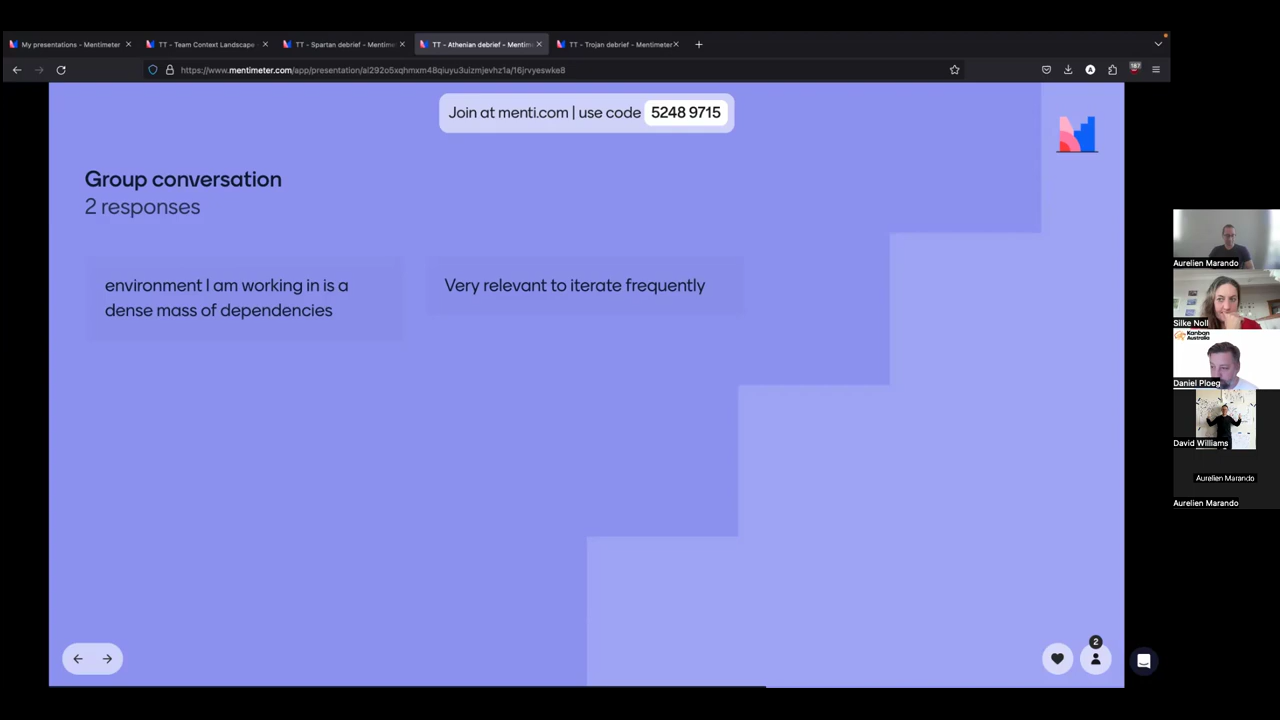 My presentations - Mentimeter
TT - Team Context Landscape
TT - Spartan debrief - Mentime
TT - Athenian debrief - Mentim
TT - Trojan debrief - Mentimeter
https://www.mentimeter.com/app/presentation/al292o5xqhmxm48qiuyu3uizmjevhz1a/16jrvyeswke8
187
Join at menti.com | use code 5248 9715
Group conversation
2 responses
environment I am working in is a
dense mass of dependencies
Very relevant to iterate frequently
2
Aurelien Marando
Silke Noll
Kanban
Australia
Daniel Ploeg
David Williams
Aurelien Marando
Aurelien Marando